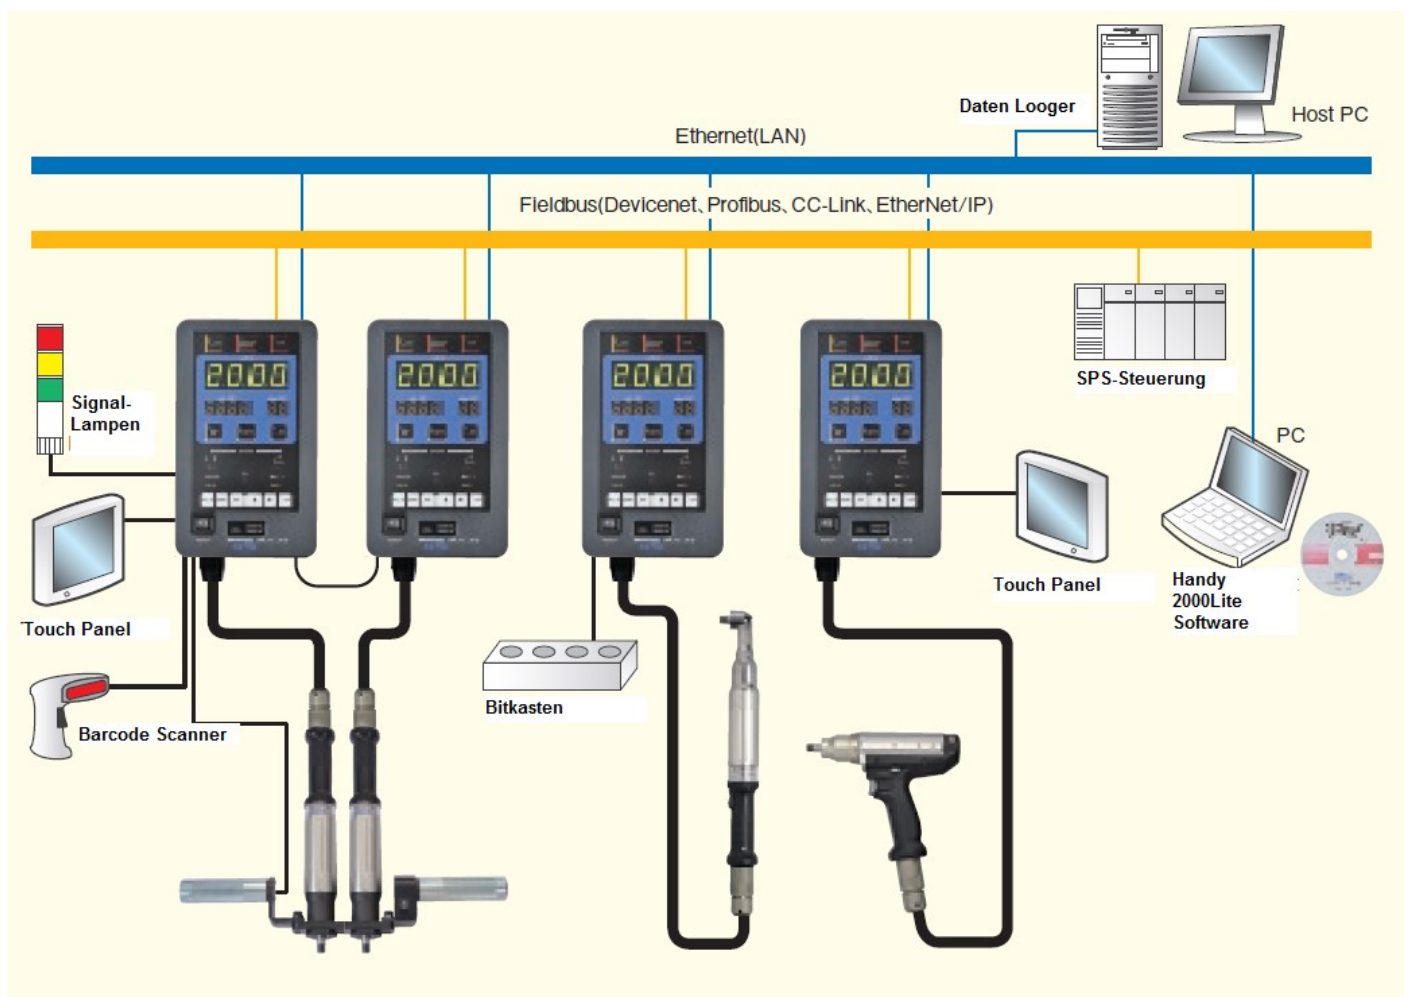 Daten Looger
Host PC
Ethernet(LAN)
Fieldbus(Devicenet、Profibus、CC-Link、EtherNet/IP)
2000
2000
2000
2000
SPS-Steuerung
Signal-
Lampen
PC
Touch Panel
Handy
2000Lite
Software
Touch Panel
Bitkasten
Barcode Scanner